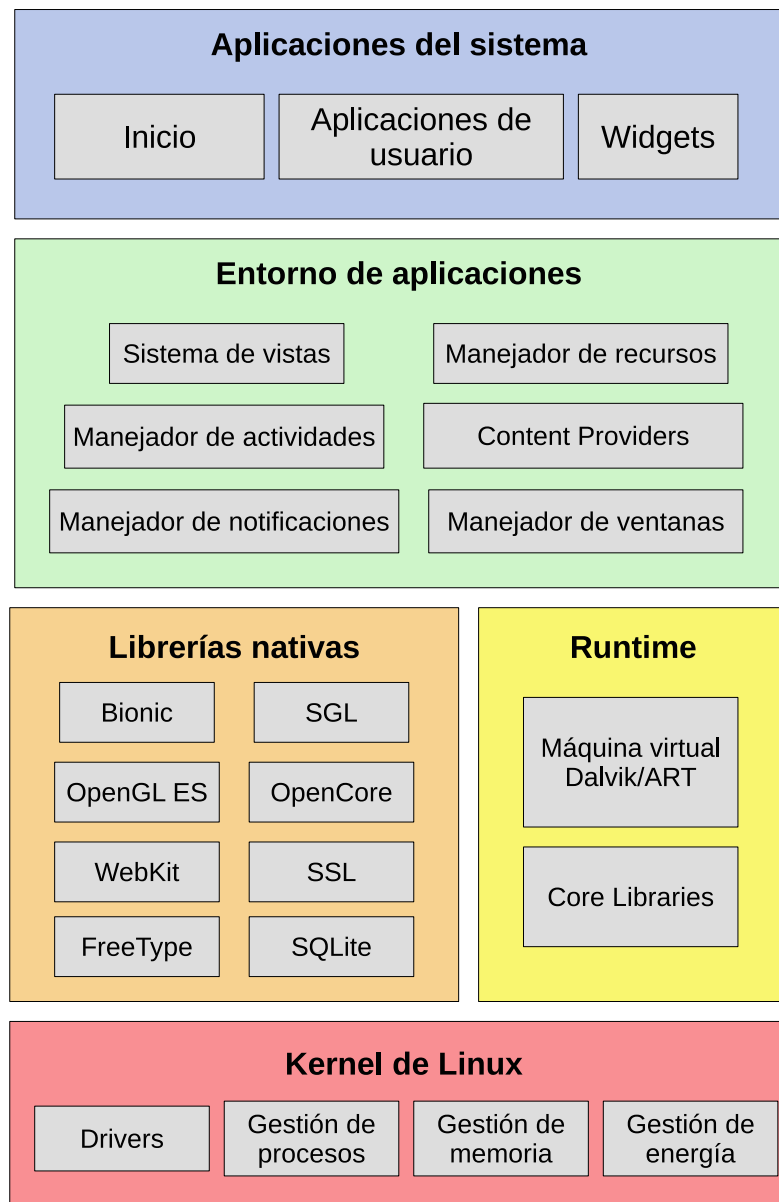 Aplicaciones del sistema
Inicio
Aplicaciones de
usuario
Widgets
Entorno de aplicaciones
Sistema de vistas
Manejador de recursos
Manejador de actividades
Content Providers
Manejador de notificaciones
Manejador de ventanas
Librerías nativas
Bionic
SGL
OpenGL ES
OpenCore
WebKit
SSL
FreeType
SQLite
Runtime
Máquina virtual
Dalvik/ART
Core Libraries
Kernel de Linux
Drivers
Gestión de
procesos
Gestión de
memoria
Gestión de
energía